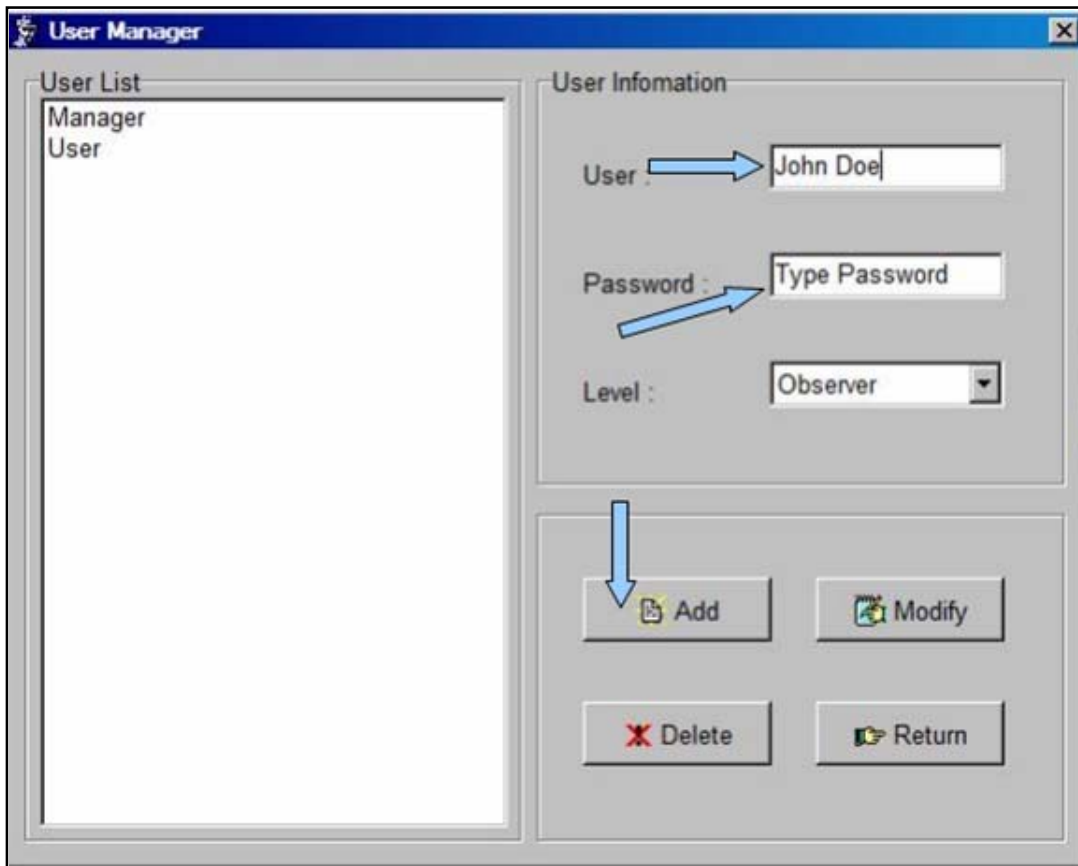 User Manager
User List
Manager
User
User Infomation
User :
John Doe
Password :
Type Password
Level :
Observer
Add
Modify
Delete
Return